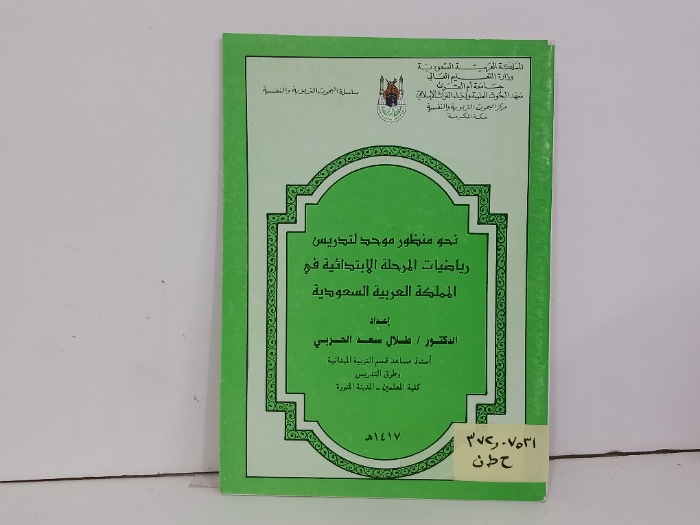 المملكة العربية السعودية
وزارة التعليم العالي
جامعة أم القرى
معهد البحوث العلمية وإحياء التراث الإسلامي
مركز البحوث التربوية والنفسية
مكة المكرمة
سلسلة البحوث التربوية والنفسية
نحو منظور موحد لتدريس
رياضيات المرحلة الابتدائية في
المملكة العربية السعودية
إعداد
الدكتور / طلال سعد الحربي
أستاذ مساعد قسم التربية الميدانية
وطرق التدريس
كلية المعلمين - المدينة المنورة
١٤١٧هـ
٣٧٢,٠٧٥٣١
ح ط ن